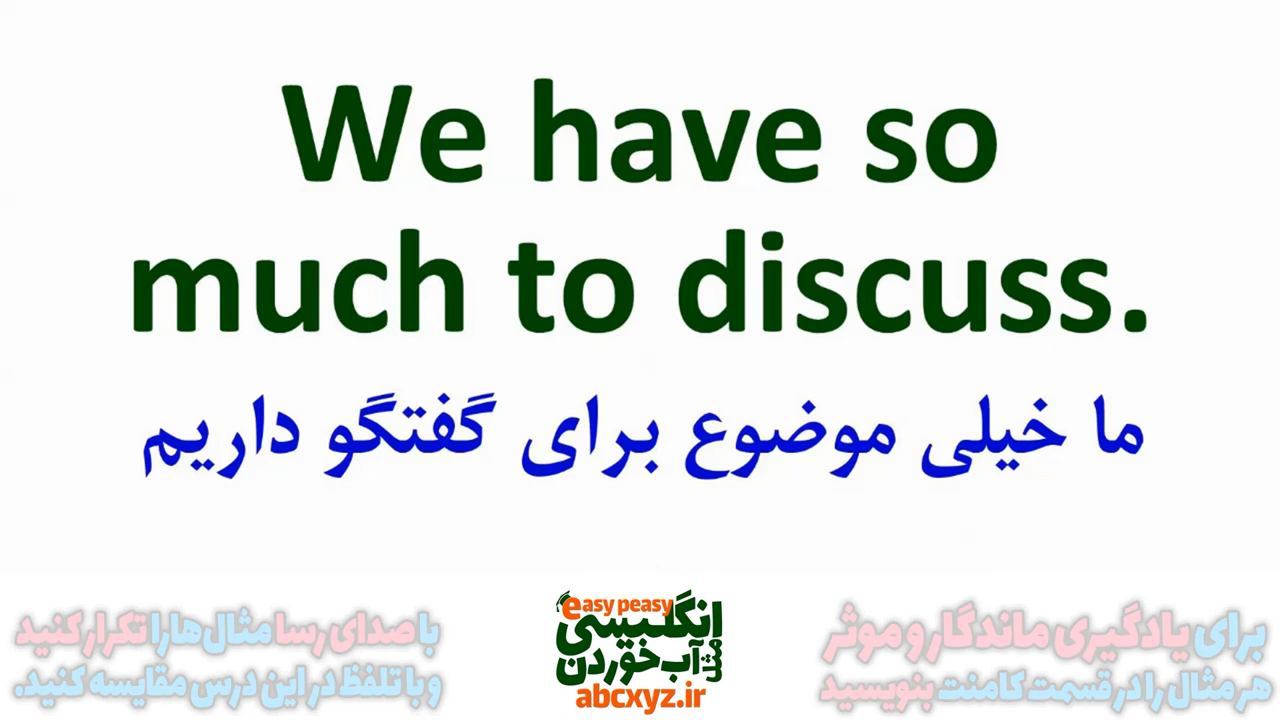 We have so
much to discuss.
ما خیلی موضوع برای گفتگو داریم
برای یادگیری ماندگار و موثر
هر مثال را در قسمت کامنت بنویسید
easy peasy
انگلیسی
مثل آب خوردن
abcxyz.ir
با صدای رسا مثال ها را تکرار کنید
و با تلفظ در این درس مقایسه کنید.